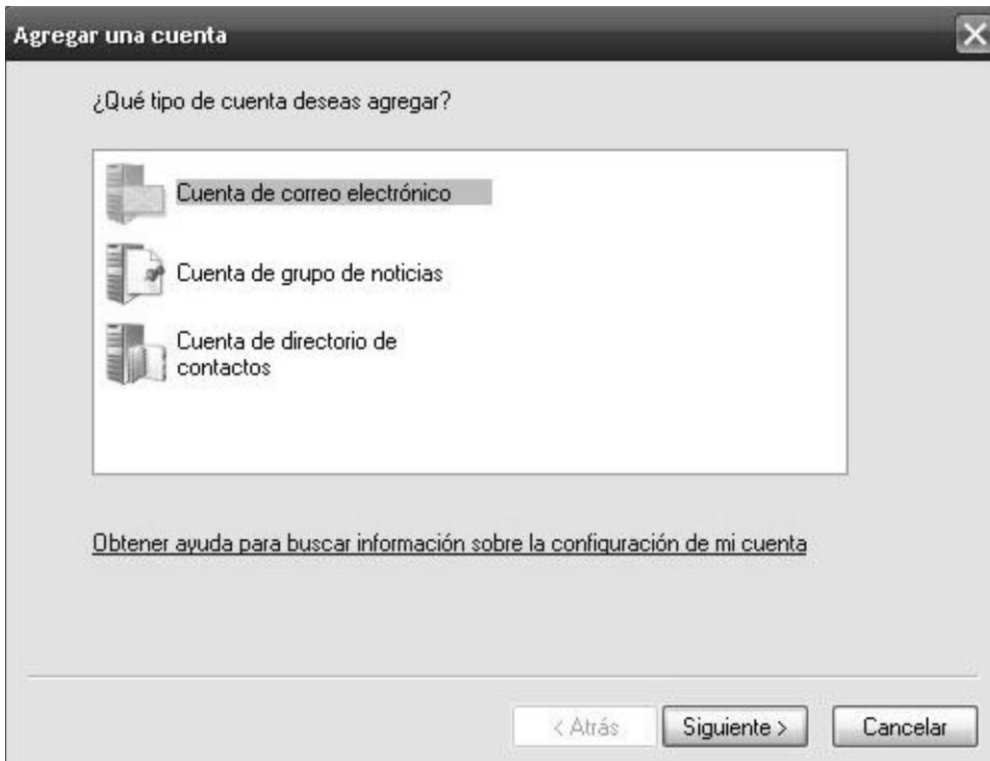 Agregar una cuenta
¿Qué tipo de cuenta deseas agregar?
Cuenta de correo electrónico
Cuenta de grupo de noticias
Cuenta de directorio de
contactos
Obtener ayuda para buscar información sobre la configuración de mi cuenta
< Atrás Siguiente > Cancelar